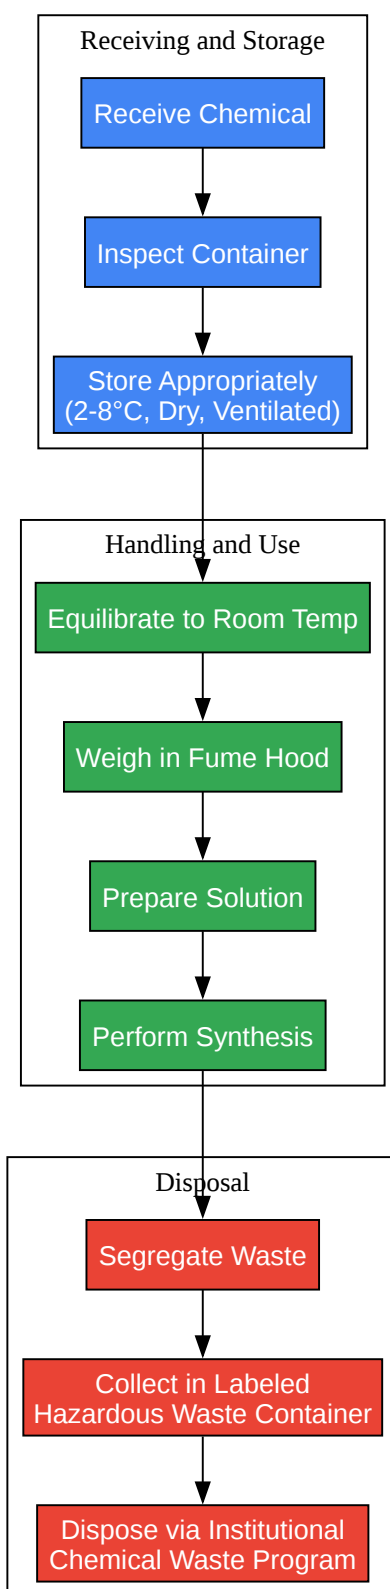 Receiving and Storage
Receive Chemical
Inspect Container
Store Appropriately
(2-8°C, Dry, Ventilated)
Handling and Use
Equilibrate to Room Temp
Weigh in Fume Hood
Prepare Solution
Perform Synthesis
Disposal
Segregate Waste
Collect in Labeled
Hazardous Waste Container
Dispose via Institutional
Chemical Waste Program